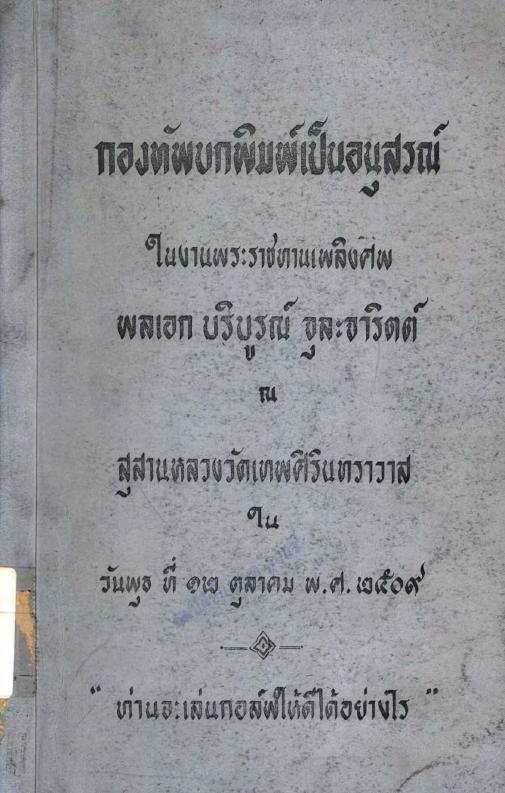 กองทัพบกพิมพ์เป็นอนุสรณ์
ในงานพระราชทานเพลิงศพ
พลเอก บริบูรณ์ จุละจาริตต์
ณ
สุสานหลวงวัดเทพศิรินทราวาส
ใน
วันพุธ ที่ ๑๒ ตุลาคม พ.ศ. ๒๕๐๙
" ท่านจะเล่นกอล์ฟให้ดีได้อย่างไร "